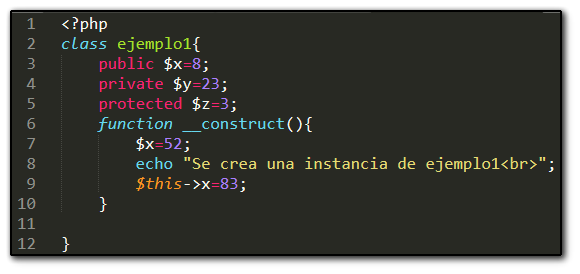 1 <?php
2 class ejemplo1{
3 public $x=8;
4 private $y=23;
5 protected $z=3;
6 function __construct(){
7 $x=52;
8 echo "Se crea una instancia de ejemplo1<br>";
9 $this->x=83;
10 }
11
12 }